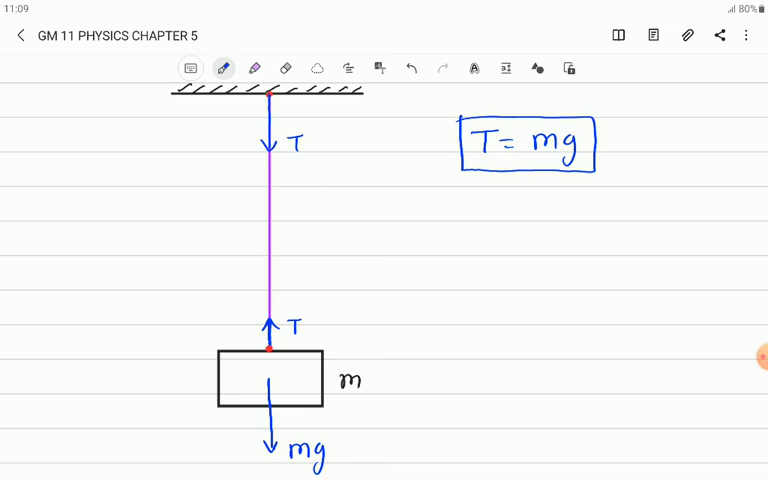 11:09
80%
GM 11 PHYSICS CHAPTER 5
T
T = mg
T
m
mg